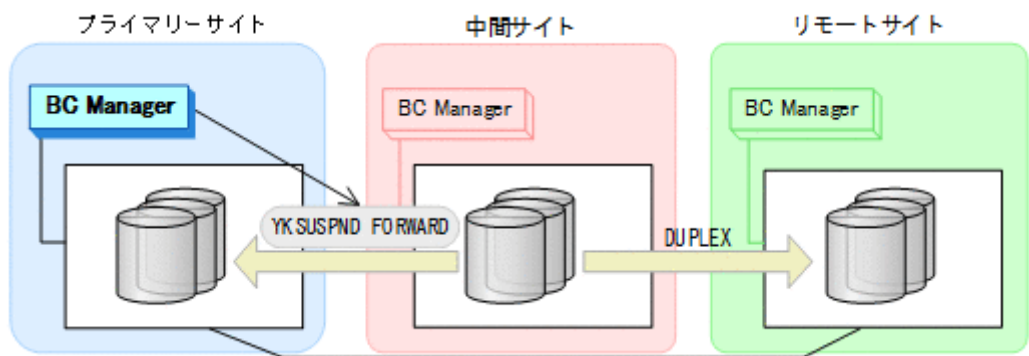 プライマリーサイト
中間サイト
リモートサイト
BC Manager
BC Manager
BC Manager
YKSUSPND FORWARD
DUPLEX